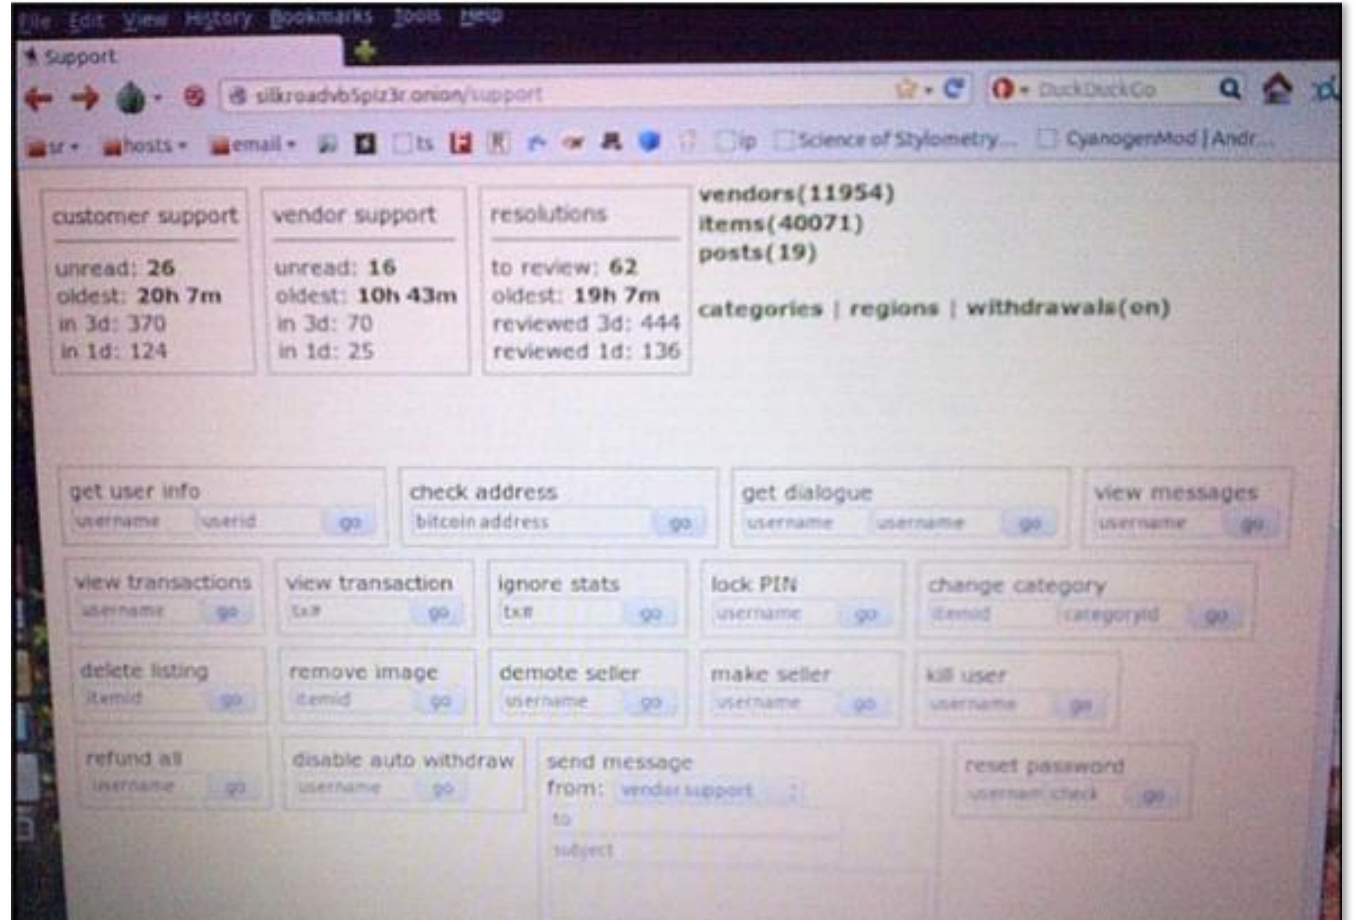 File Edit View History Bookmarks Tools Help
Support
silkroadvb5piz3r.onion/support
DuckDuckGo
sr hosts email ts ip Science of Stylometry... CyanogenMod | Andr...
customer support
unread: 26
oldest: 20h 7m
in 3d: 370
in 1d: 124
vendor support
unread: 16
oldest: 10h 43m
in 3d: 70
in 1d: 25
resolutions
to review: 62
oldest: 19h 7m
reviewed 3d: 444
reviewed 1d: 136
vendors(11954)
items(40071)
posts(19)
categories | regions | withdrawals(on)
get user info
username userid go
check address
bitcoin address go
get dialogue
username username go
view messages
username go
view transactions
username go
view transaction
tx# go
ignore stats
tx# go
lock PIN
username go
change category
itemid categoryid go
delete listing
itemid go
remove image
itemid go
demote seller
username go
make seller
username go
kill user
username go
refund all
username go
disable auto withdraw
username go
send message
from: vendor support
to
subject
reset password
usernam check go